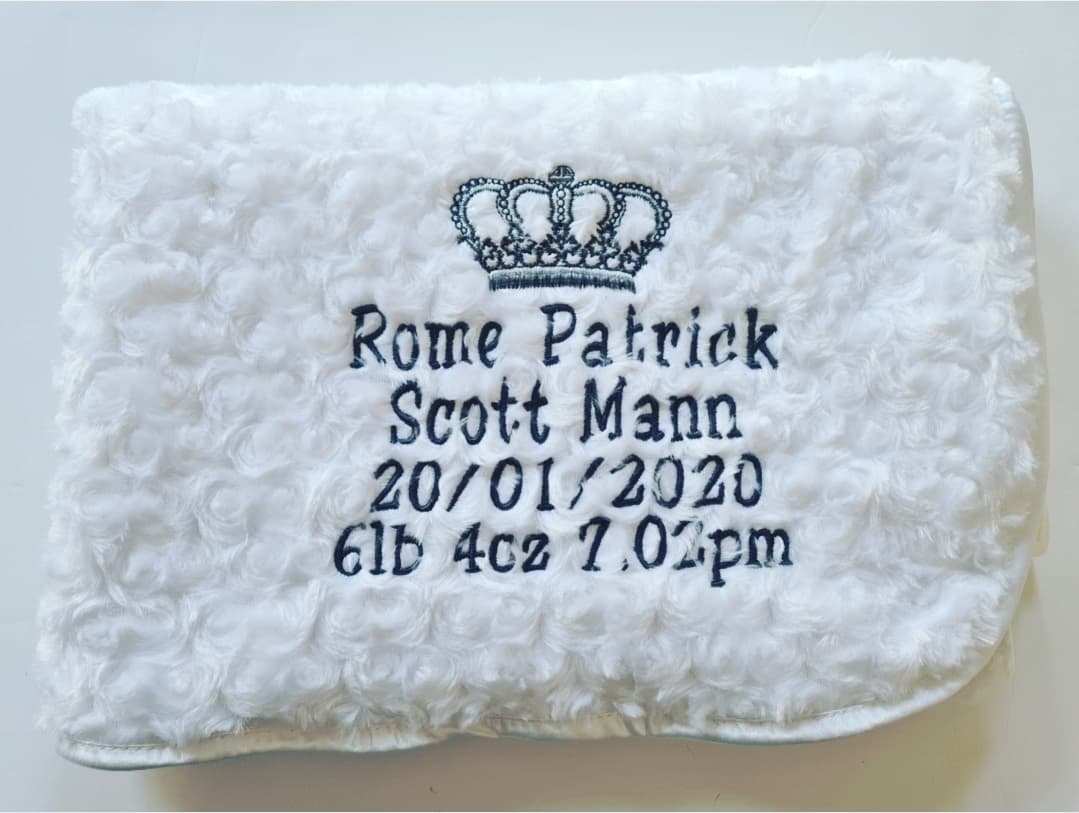 Rome Patrick
Scott Mann
20/01/2020
6lb 4oz 7.02pm